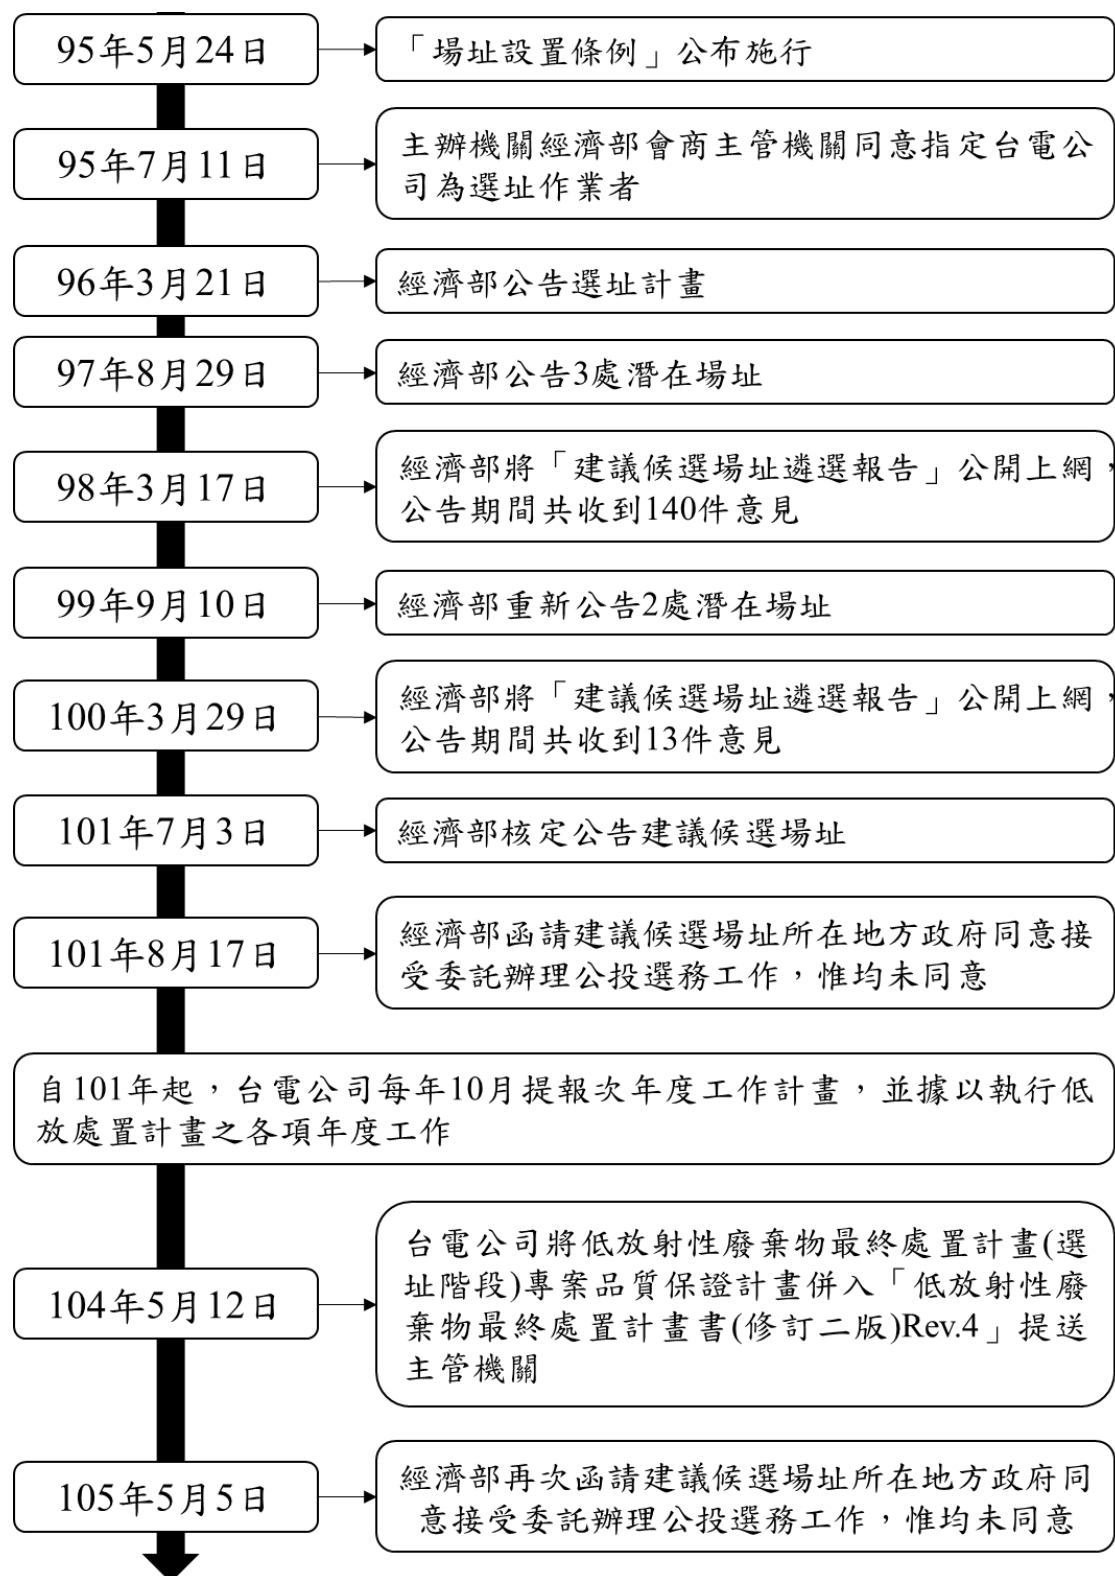 95年5月24日
「場址設置條例」公布施行
95年7月11日
主辦機關經濟部會商主管機關同意指定台電公
司為選址作業者
96年3月21日
經濟部公告選址計畫
97年8月29日
經濟部公告3處潛在場址
98年3月17日
經濟部將「建議候選場址遴選報告」公開上網，
公告期間共收到140件意見
99年9月10日
經濟部重新公告2處潛在場址
100年3月29日
經濟部將「建議候選場址遴選報告」公開上網，
公告期間共收到13件意見
101年7月3日
經濟部核定公告建議候選場址
101年8月17日
經濟部函請建議候選場址所在地方政府同意接
受委託辦理公投選務工作，惟均未同意
自101年起，台電公司每年10月提報次年度工作計畫，並據以執行低
放處置計畫之各項年度工作
104年5月12日
台電公司將低放射性廢棄物最終處置計畫(選
址階段)專案品質保證計畫併入「低放射性廢
棄物最終處置計畫書(修訂二版)Rev.4」提送
主管機關
105年5月5日
經濟部再次函請建議候選場址所在地方政府同
意接受委託辦理公投選務工作，惟均未同意